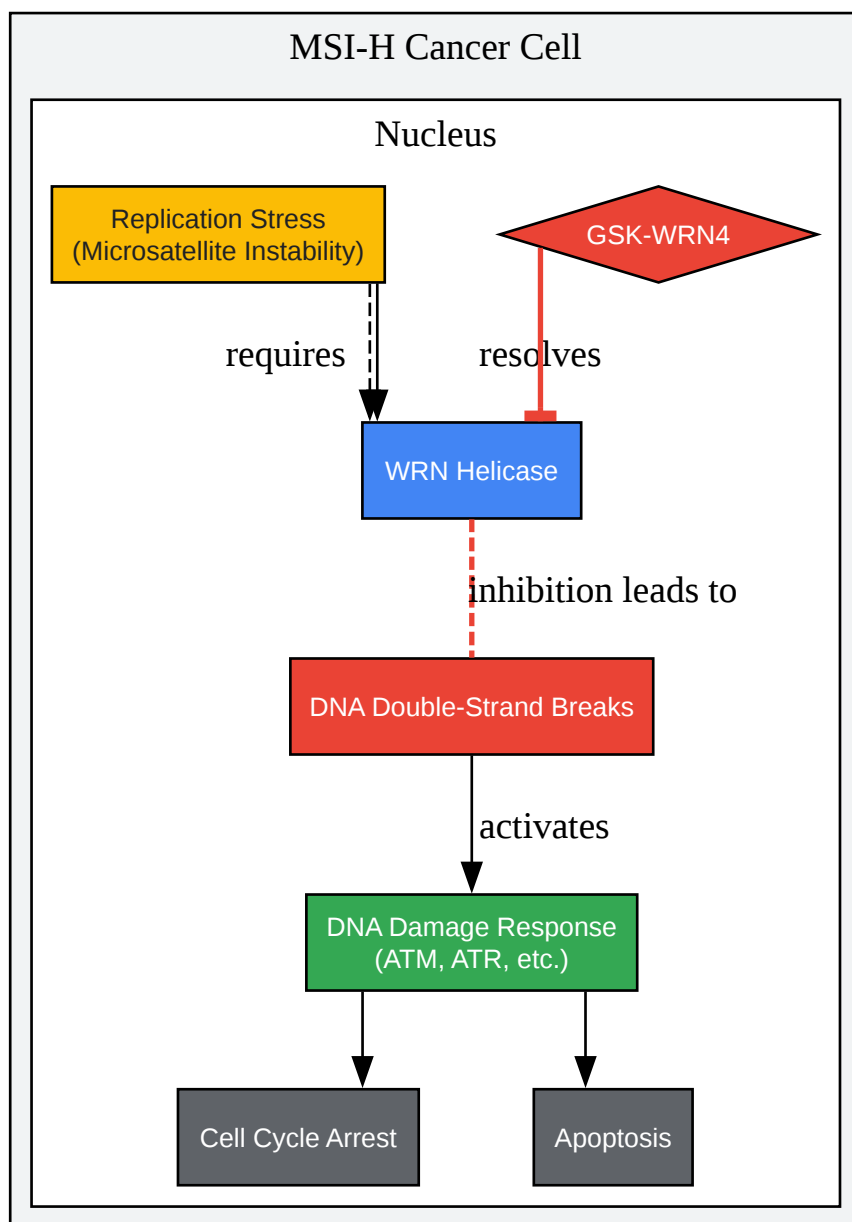 MSI-H Cancer Cell
Nucleus
Replication Stress
(Microsatellite Instability)
GSK-WRN4
requires
resolves
WRN Helicase
inhibition leads to
DNA Double-Strand Breaks
activates
DNA Damage Response
(ATM, ATR, etc.)
Cell Cycle Arrest
Apoptosis